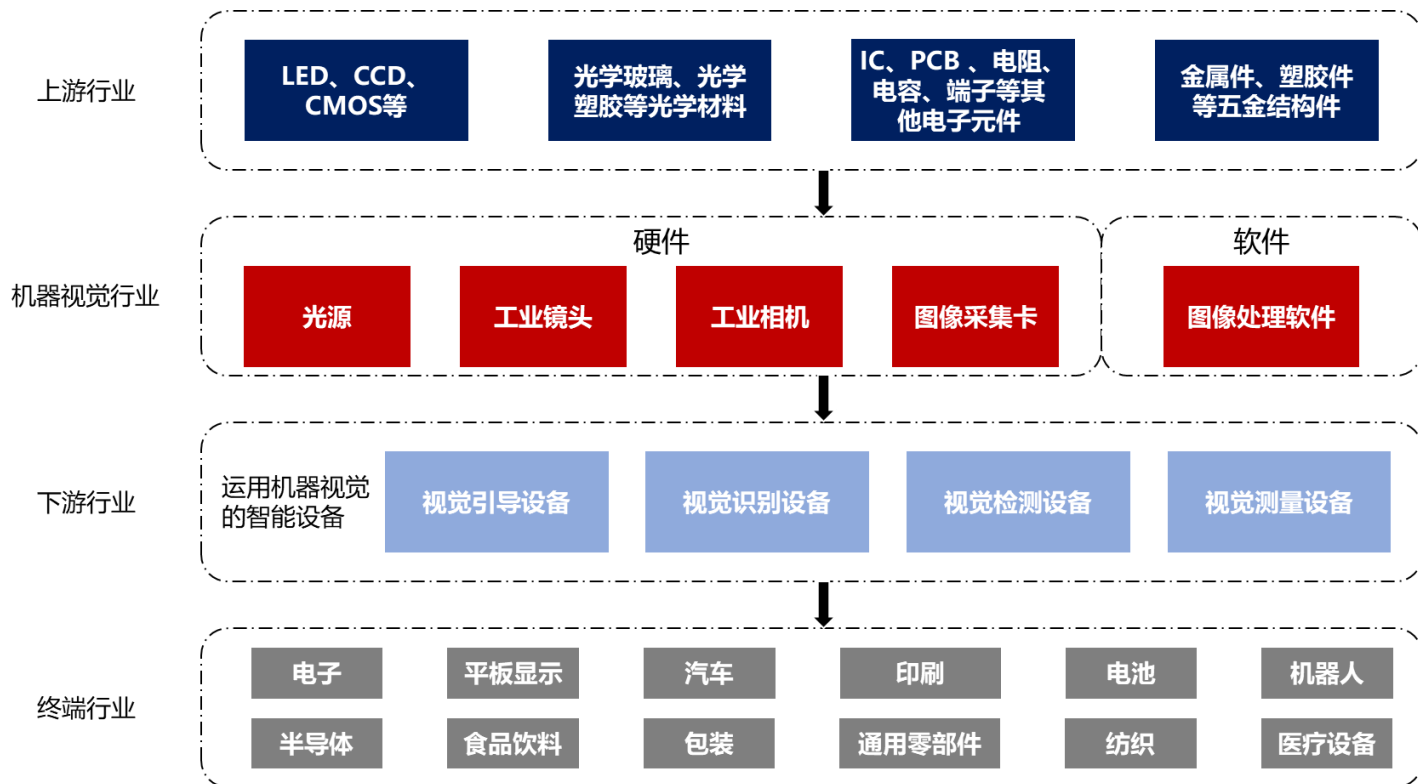 上游行业
LED、CCD、
CMOS等
光学玻璃、光学
塑胶等光学材料
IC、PCB 、电阻、
电容、端子等其
他电子元件
金属件、塑胶件
等五金结构件
机器视觉行业
硬件
光源
工业镜头
工业相机
图像采集卡
软件
图像处理软件
下游行业
运用机器视觉
的智能设备
视觉引导设备
视觉识别设备
视觉检测设备
视觉测量设备
终端行业
电子
平板显示
汽车
印刷
电池
机器人
半导体
食品饮料
包装
通用零部件
纺织
医疗设备